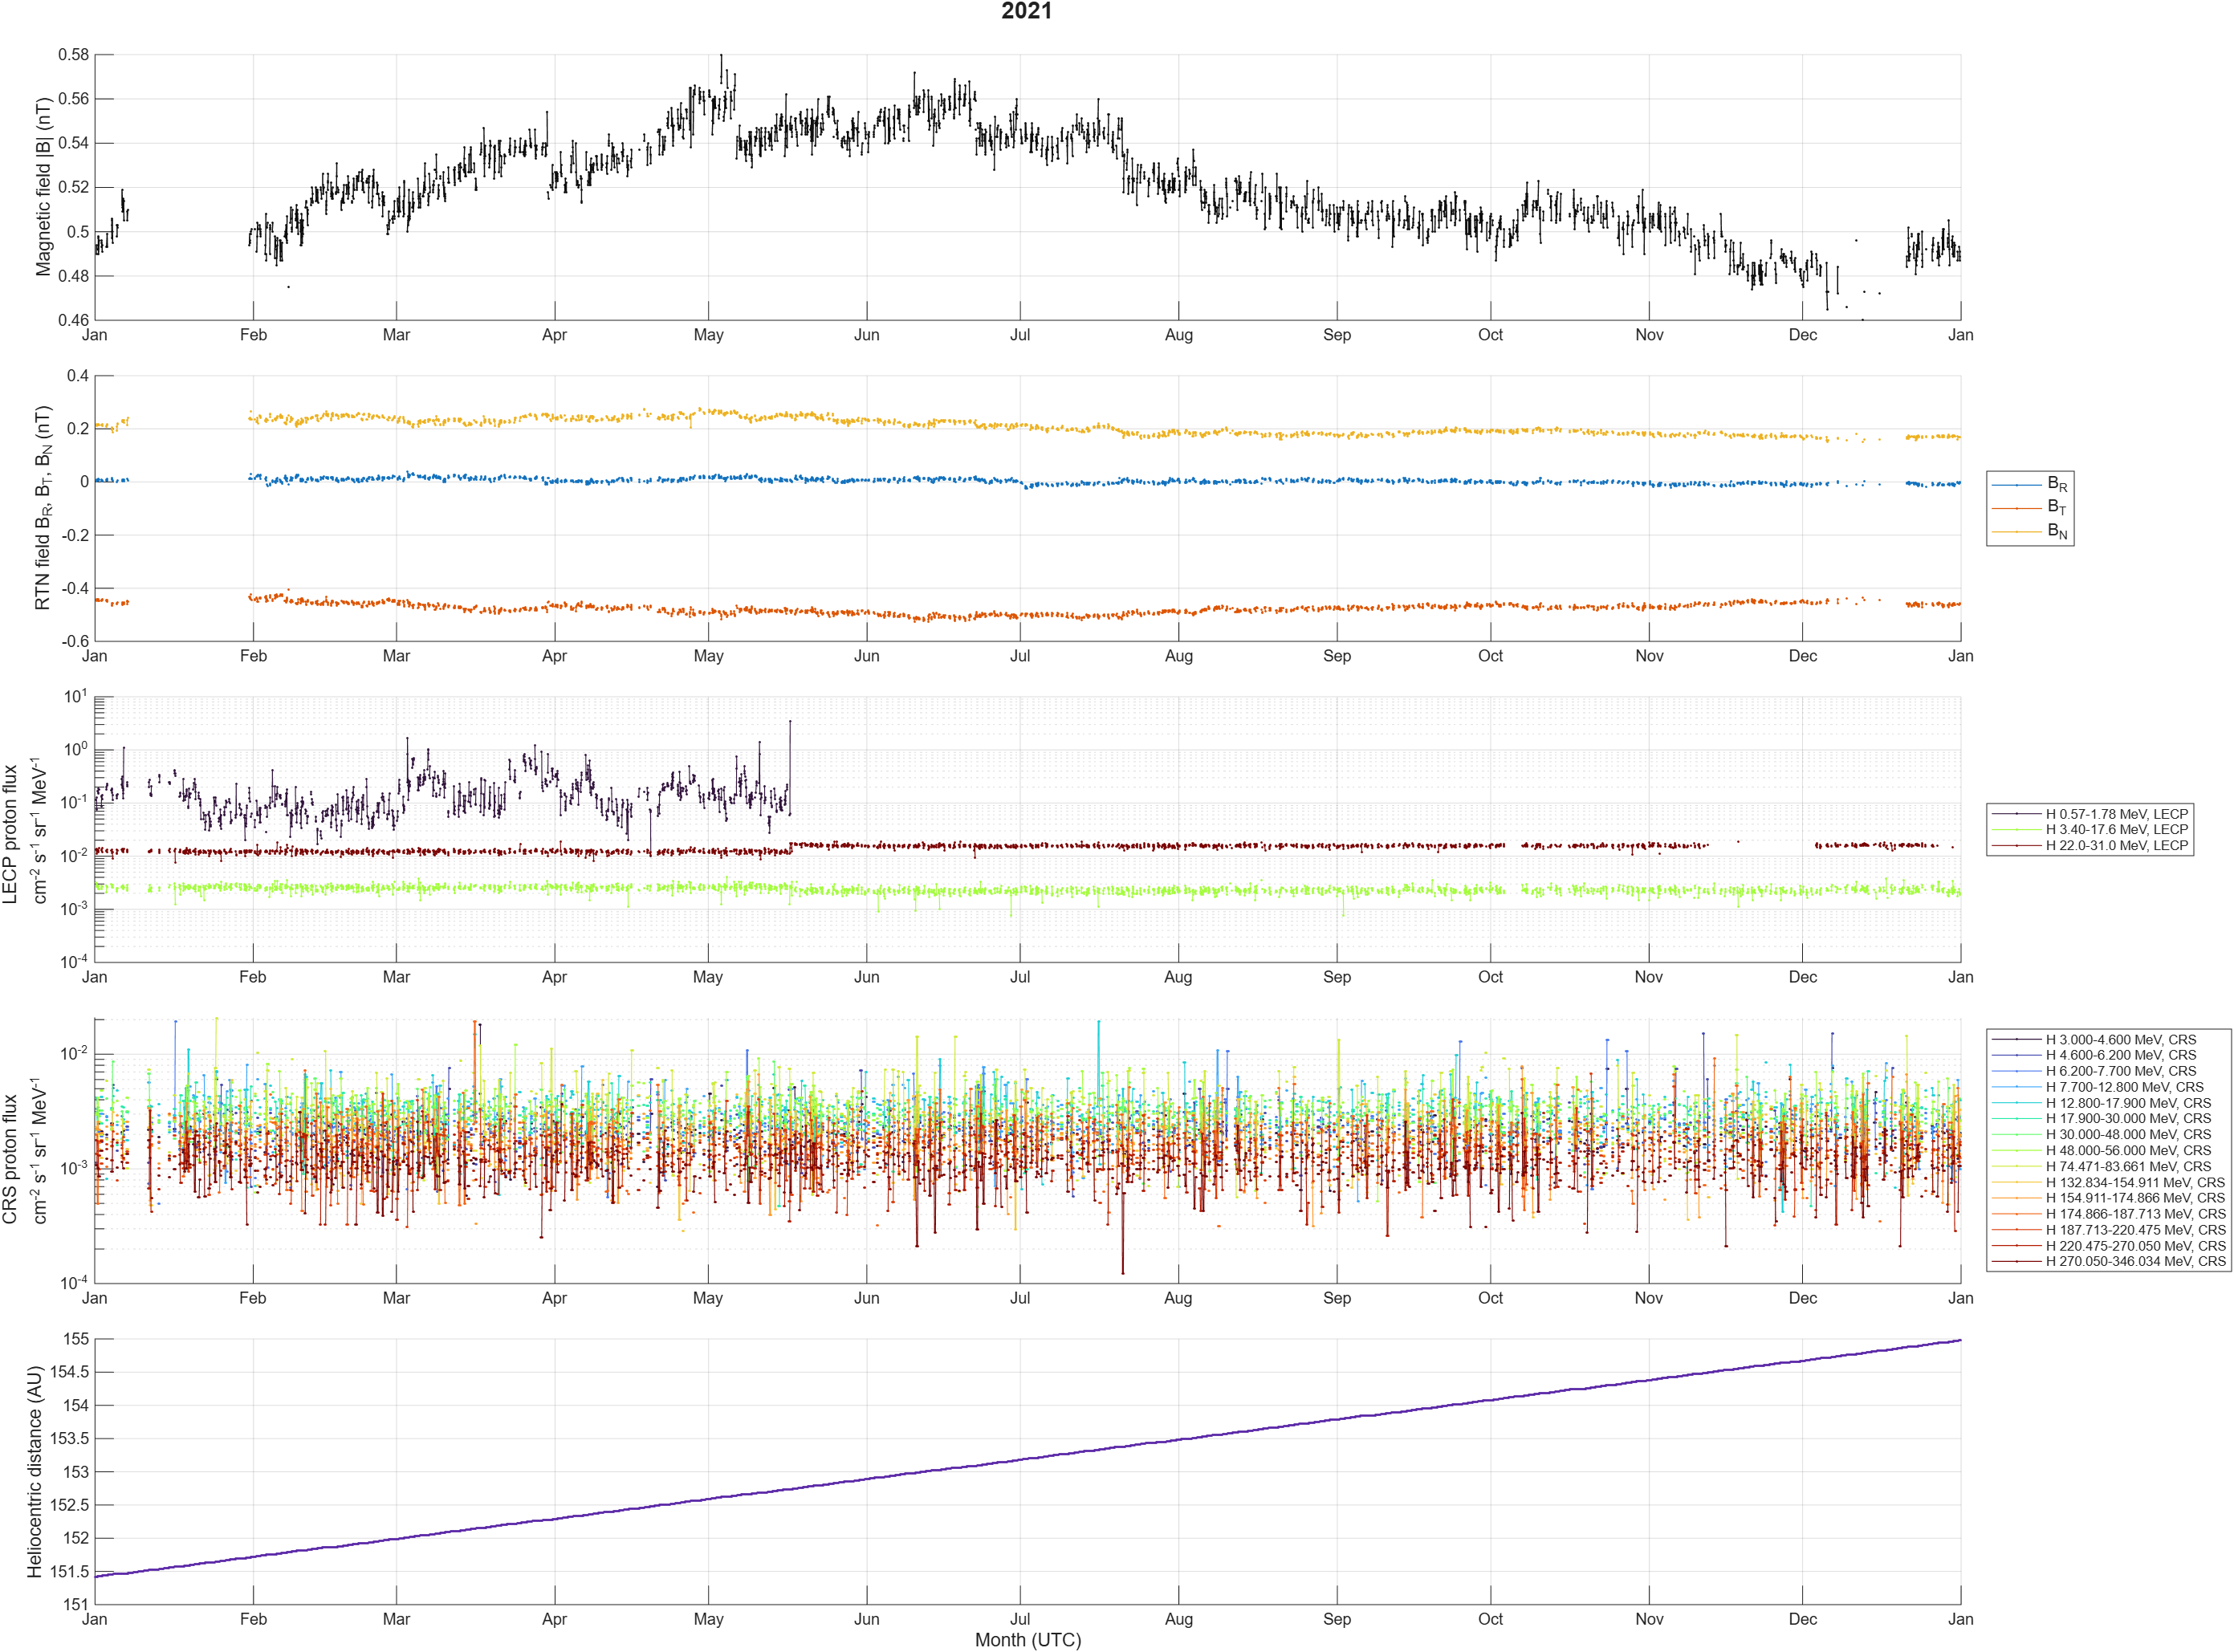 2021
Magnetic field |B| (nT)
0.58
0.56
0.54
0.52
0.5
0.48
0.46
Jan Feb Mar Apr May Jun Jul Aug Sep Oct Nov Dec Jan
RTN field B_R, B_T, B_N (nT)
0.4
0.2
0
-0.2
-0.4
-0.6
Jan Feb Mar Apr May Jun Jul Aug Sep Oct Nov Dec Jan
B_R
B_T
B_N
LECP proton flux
cm^-2 s^-1 sr^-1 MeV^-1
10^1
10^0
10^-1
10^-2
10^-3
10^-4
Jan Feb Mar Apr May Jun Jul Aug Sep Oct Nov Dec Jan
H 0.57-1.78 MeV, LECP
H 3.40-17.6 MeV, LECP
H 22.0-31.0 MeV, LECP
CRS proton flux
cm^-2 s^-1 sr^-1 MeV^-1
10^-2
10^-3
10^-4
Jan Feb Mar Apr May Jun Jul Aug Sep Oct Nov Dec Jan
H 3.000-4.600 MeV, CRS
H 4.600-6.200 MeV, CRS
H 6.200-7.700 MeV, CRS
H 7.700-12.800 MeV, CRS
H 12.800-17.900 MeV, CRS
H 17.900-30.000 MeV, CRS
H 30.000-48.000 MeV, CRS
H 48.000-56.000 MeV, CRS
H 74.471-83.661 MeV, CRS
H 132.834-154.911 MeV, CRS
H 154.911-174.866 MeV, CRS
H 174.866-187.713 MeV, CRS
H 187.713-220.475 MeV, CRS
H 220.475-270.050 MeV, CRS
H 270.050-346.034 MeV, CRS
Heliocentric distance (AU)
155
154.5
154
153.5
153
152.5
152
151.5
151
Jan Feb Mar Apr May Jun Jul Aug Sep Oct Nov Dec Jan
Month (UTC)